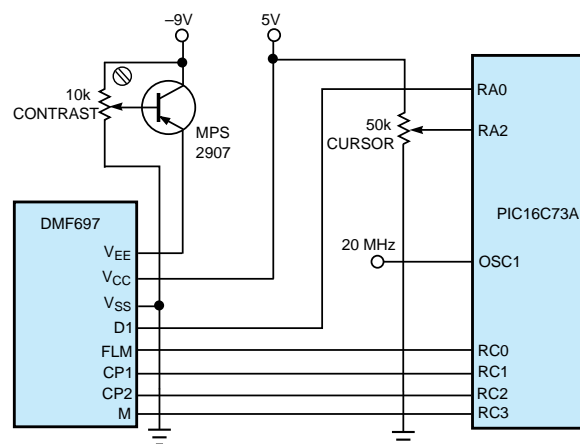 –9V
5V
10k
CONTRAST
MPS
2907
50k
CURSOR
RA0
RA2
PIC16C73A
20 MHz
OSC1
DMF697
VEE
VCC
VSS
D1
FLM
CP1
CP2
M
RC0
RC1
RC2
RC3